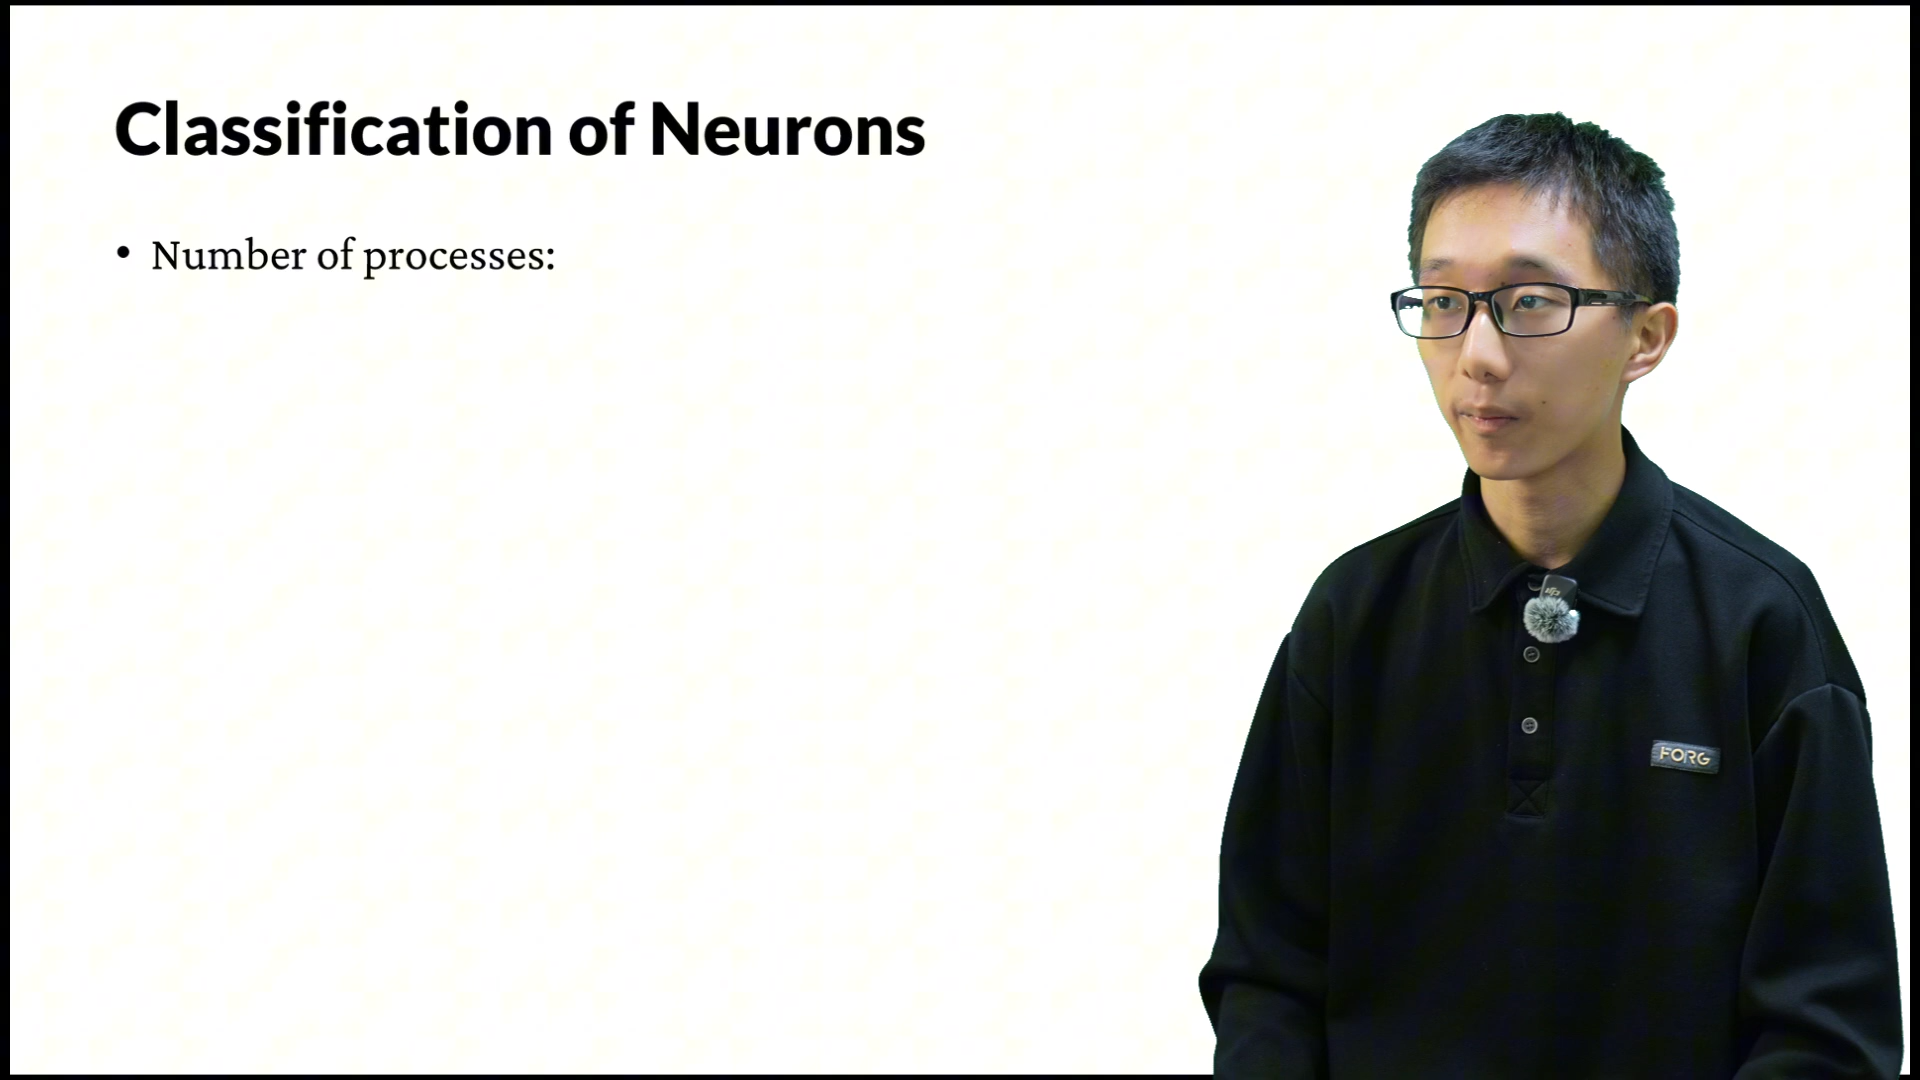 Classification of Neurons
• Number of processes:
FORG